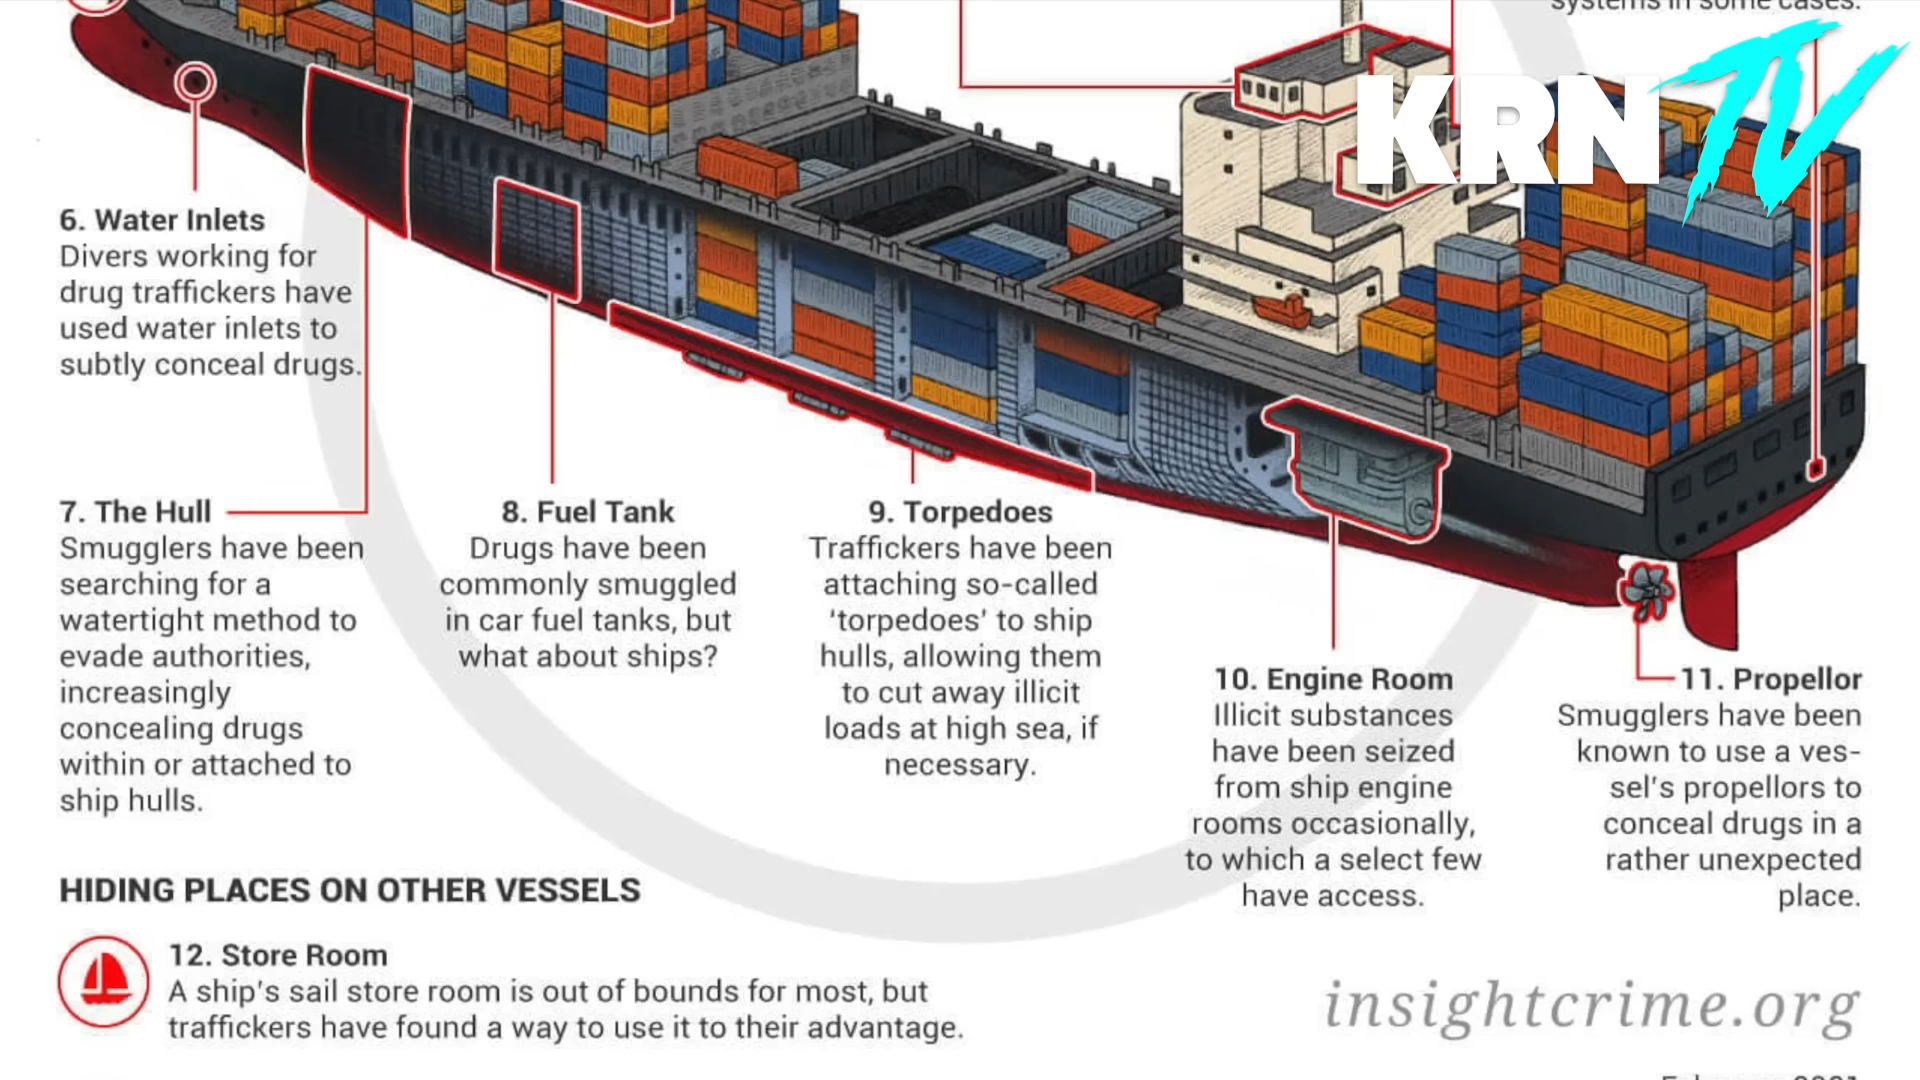 systems in some cases.
KRN TV
6. Water Inlets
Divers working for
drug traffickers have
used water inlets to
subtly conceal drugs.
7. The Hull
Smugglers have been
searching for a
watertight method to
evade authorities,
increasingly
concealing drugs
within or attached to
ship hulls.
8. Fuel Tank
Drugs have been
commonly smuggled
in car fuel tanks, but
what about ships?
9. Torpedoes
Traffickers have been
attaching so-called
'torpedoes' to ship
hulls, allowing them
to cut away illicit
loads at high sea, if
necessary.
10. Engine Room
Illicit substances
have been seized
from ship engine
rooms occasionally,
to which a select few
have access.
11. Propellor
Smugglers have been
known to use a ves-
sel's propellors to
conceal drugs in a
rather unexpected
place.
HIDING PLACES ON OTHER VESSELS
12. Store Room
A ship's sail store room is out of bounds for most, but
traffickers have found a way to use it to their advantage.
insightcrime.org